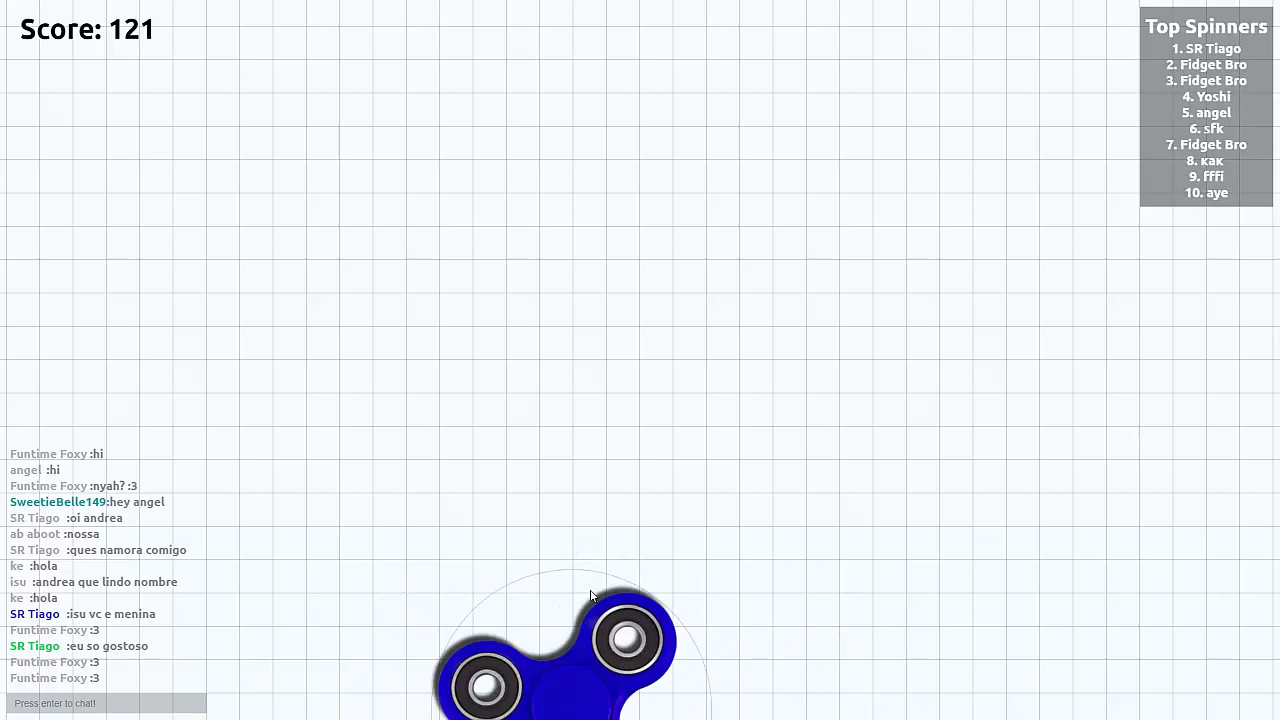 Score: 121
Top Spinners
1. SR Tiago
2. Fidget Bro
3. Fidget Bro
4. Yoshi
5. angel
6. sfk
7. Fidget Bro
8. как
9. fffi
10. aye
Funtime Foxy :hi
angel :hi
Funtime Foxy :nyah? :3
SweetieBelle149:hey angel
SR Tiago :oi andrea
ab aboot :nossa
SR Tiago :ques namora comigo
ke :hola
isu :andrea que lindo nombre
ke :hola
SR Tiago :isu vc e menina
Funtime Foxy :3
SR Tiago :eu so gostoso
Funtime Foxy :3
Funtime Foxy :3
Press enter to chat!